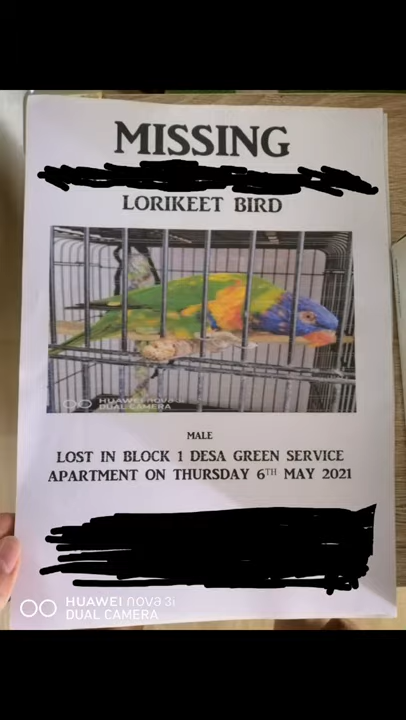 MISSING
LORIKEET BIRD
HUAWEI nova 3i
DUAL CAMERA
MALE
LOST IN BLOCK 1 DESA GREEN SERVICE
APARTMENT ON THURSDAY 6TH MAY 2021
HUAWEI nova 3i
DUAL CAMERA